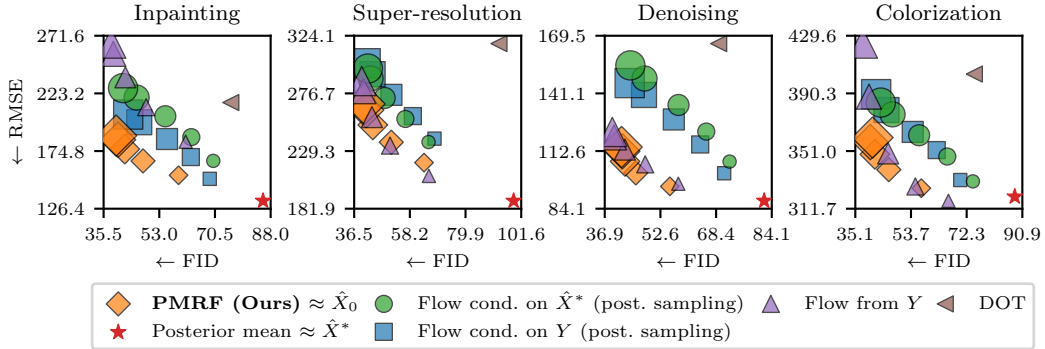 Inpainting Super-resolution Denoising Colorization
← RMSE
271.6 223.2 174.8 126.4
35.5 53.0 70.5 88.0
← FID
324.1 276.7 229.3 181.9
36.5 58.2 79.9 101.6
← FID
169.5 141.1 112.6 84.1
36.9 52.6 68.4 84.1
← FID
429.6 390.3 351.0 311.7
35.1 53.7 72.3 90.9
← FID
PMRF (Ours) ≈ X̂₀ Flow cond. on X̂* (post. sampling) Flow from Y DOT
Posterior mean ≈ X̂* Flow cond. on Y (post. sampling)